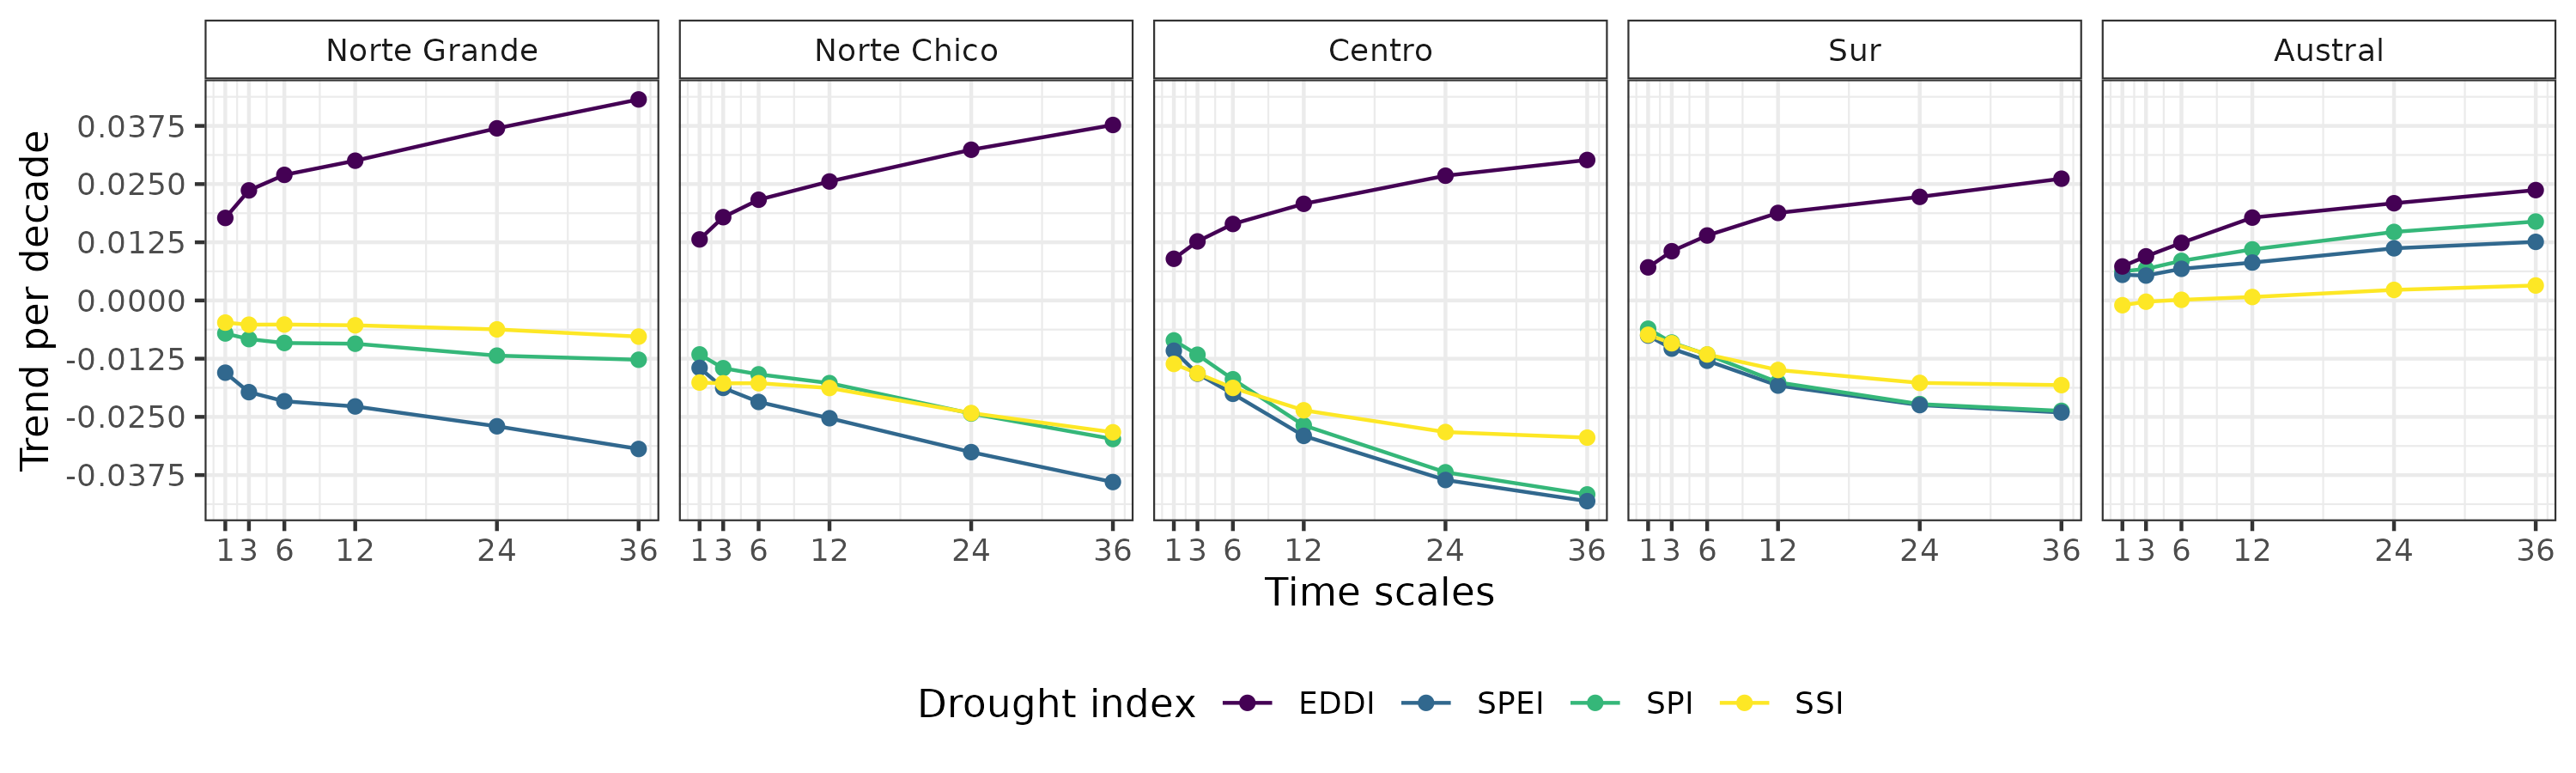 Norte Grande Norte Chico Centro Sur Austral
Trend per decade
0.0375
0.0250
0.0125
0.0000
-0.0125
-0.0250
-0.0375
1 3 6 12 24 36 1 3 6 12 24 36 1 3 6 12 24 36 1 3 6 12 24 36 1 3 6 12 24 36
Time scales
Drought index EDDI SPEI SPI SSI